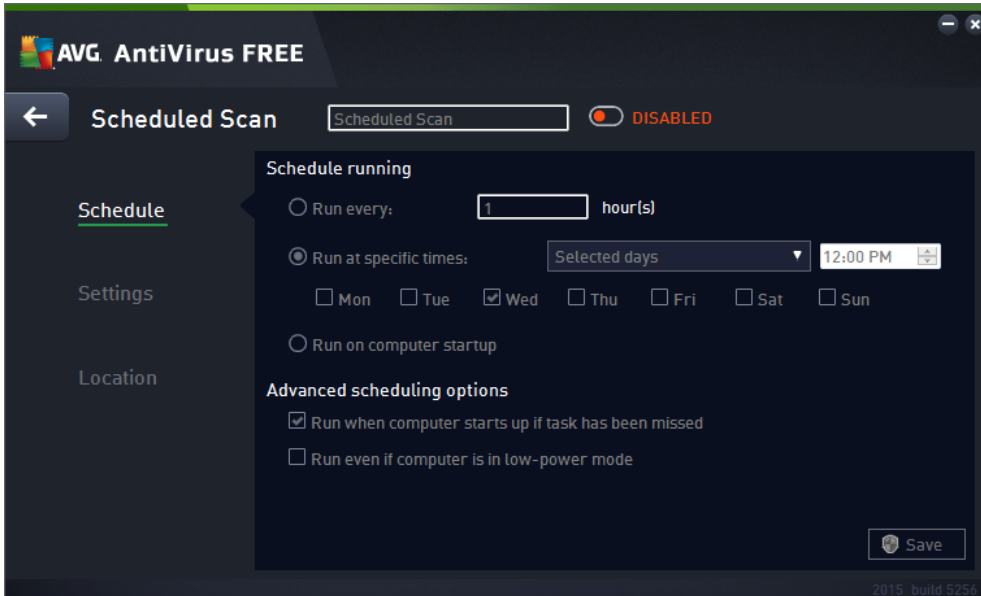 AVG. AntiVirus FREE
Scheduled Scan Scheduled Scan DISABLED
Schedule
Settings
Location
Schedule running
Run every: 1 hour(s)
Run at specific times: Selected days 12:00 PM
Mon Tue Wed Thu Fri Sat Sun
Run on computer startup
Advanced scheduling options
Run when computer starts up if task has been missed
Run even if computer is in low-power mode
Save
2015 build 5256